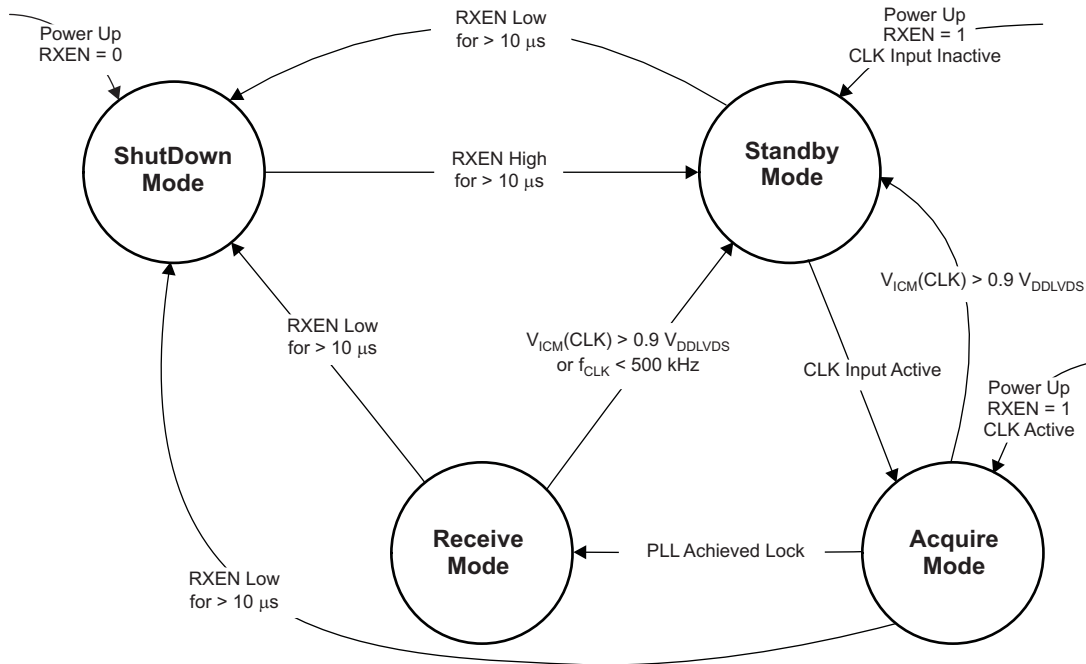 Power Up
RXEN = 0
RXEN Low
for > 10 μs
Power Up
RXEN = 1
CLK Input Inactive
ShutDown
Mode
RXEN High
for > 10 μs
Standby
Mode
RXEN Low
for > 10 μs
V_ICM(CLK) > 0.9 V_DDLVDS
or f_CLK < 500 kHz
V_ICM(CLK) > 0.9 V_DDLVDS
CLK Input Active
Power Up
RXEN = 1
CLK Active
Receive
Mode
PLL Achieved Lock
Acquire
Mode
RXEN Low
for > 10 μs